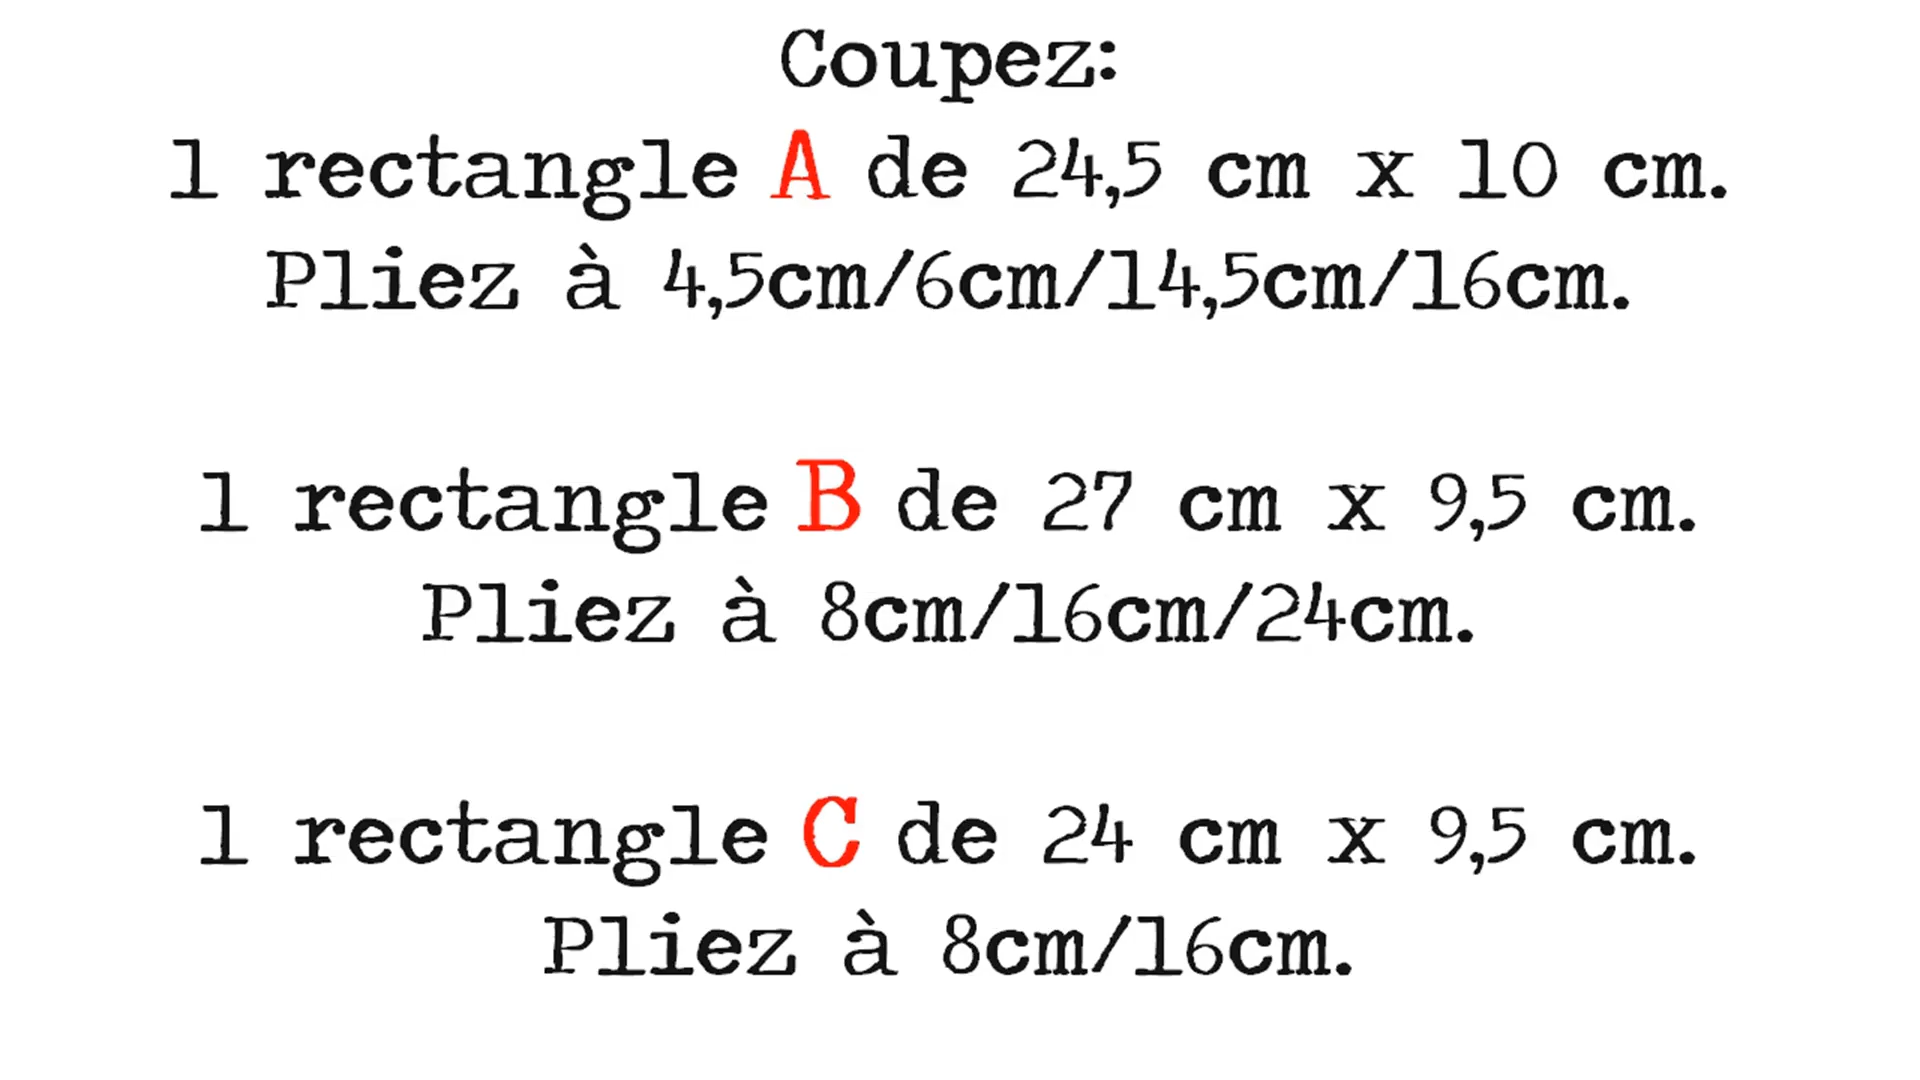 Coupez:
1 rectangle A de 24,5 cm x 10 cm.
Pliez à 4,5cm/6cm/14,5cm/16cm.
1 rectangle B de 27 cm x 9,5 cm.
Pliez à 8cm/16cm/24cm.
1 rectangle C de 24 cm x 9,5 cm.
Pliez à 8cm/16cm.